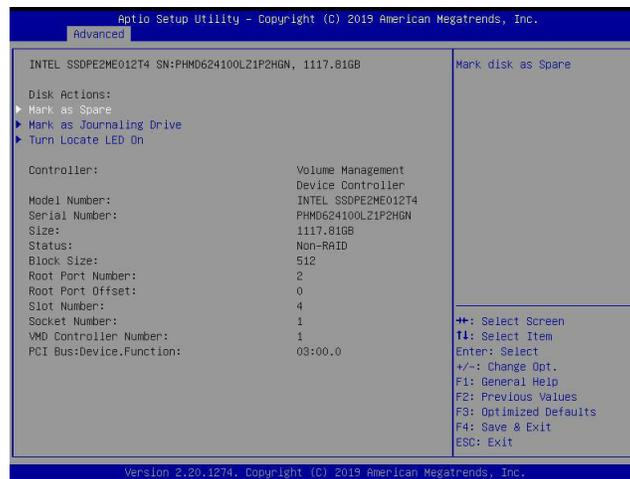 Aptio Setup Utility – Copyright (C) 2019 American Megatrends, Inc.
Advanced
INTEL SSDPE2ME012T4 SN:PHMD624100LZ1P2HGN, 1117.81GB
Disk Actions:
Mark as Spare
Mark as Journaling Drive
Turn Locate LED On
Controller: Volume Management
Device Controller
Model Number: INTEL SSDPE2ME012T4
Serial Number: PHMD624100LZ1P2HGN
Size: 1117.81GB
Status: Non-RAID
Block Size: 512
Root Port Number: 2
Root Port Offset: 0
Slot Number: 4
Socket Number: 1
VMD Controller Number: 1
PCI Bus:Device.Function: 03:00.0
Mark disk as Spare
→←: Select Screen
↑↓: Select Item
Enter: Select
+/-: Change Opt.
F1: General Help
F2: Previous Values
F3: Optimized Defaults
F4: Save & Exit
ESC: Exit
Version 2.20.1274. Copyright (C) 2019 American Megatrends, Inc.